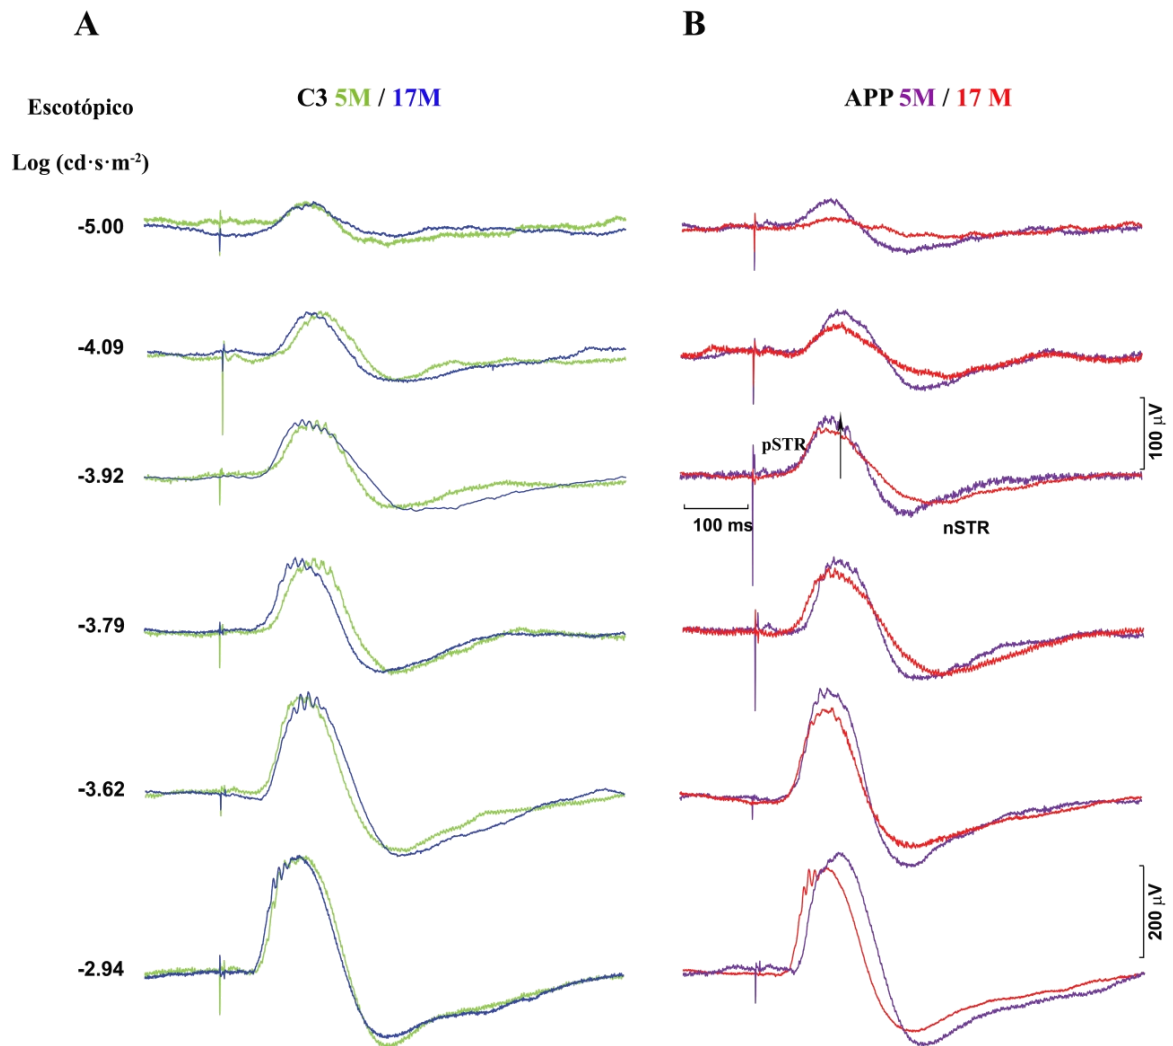 A
B
Escotópico
C3 5M / 17M
APP 5M / 17 M
Log (cd·s·m⁻²)
-5.00
-4.09
-3.92
pSTR
100 µV
100 ms
nSTR
-3.79
-3.62
-2.94
200 µV